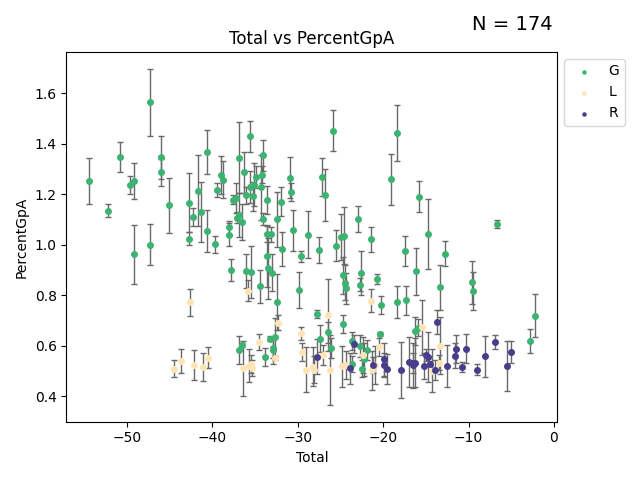 N = 174
Total vs PercentGpA
G
L
R
PercentGpA
1.6
1.4
1.2
1.0
0.8
0.6
0.4
−50
−40
−30
−20
−10
0
Total